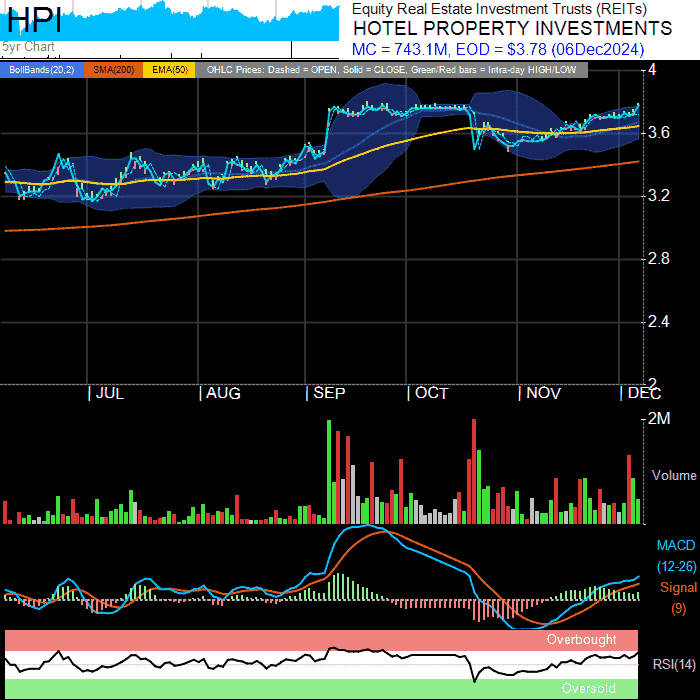 HPI
5yr Chart
Equity Real Estate Investment Trusts (REITs)
HOTEL PROPERTY INVESTMENTS
MC = 743.1M, EOD = $3.78 (06Dec2024)
BollBands(20,2) SMA(200) EMA(50) OHLC Prices: Dashed = OPEN, Solid = CLOSE, Green/Red bars = Intra-day HIGH/LOW
4
3.6
3.2
2.8
2.4
2
JUL AUG SEP OCT NOV DEC
2M
Volume
MACD
(12-26)
Signal
(9)
Overbought
RSI(14)
Oversold